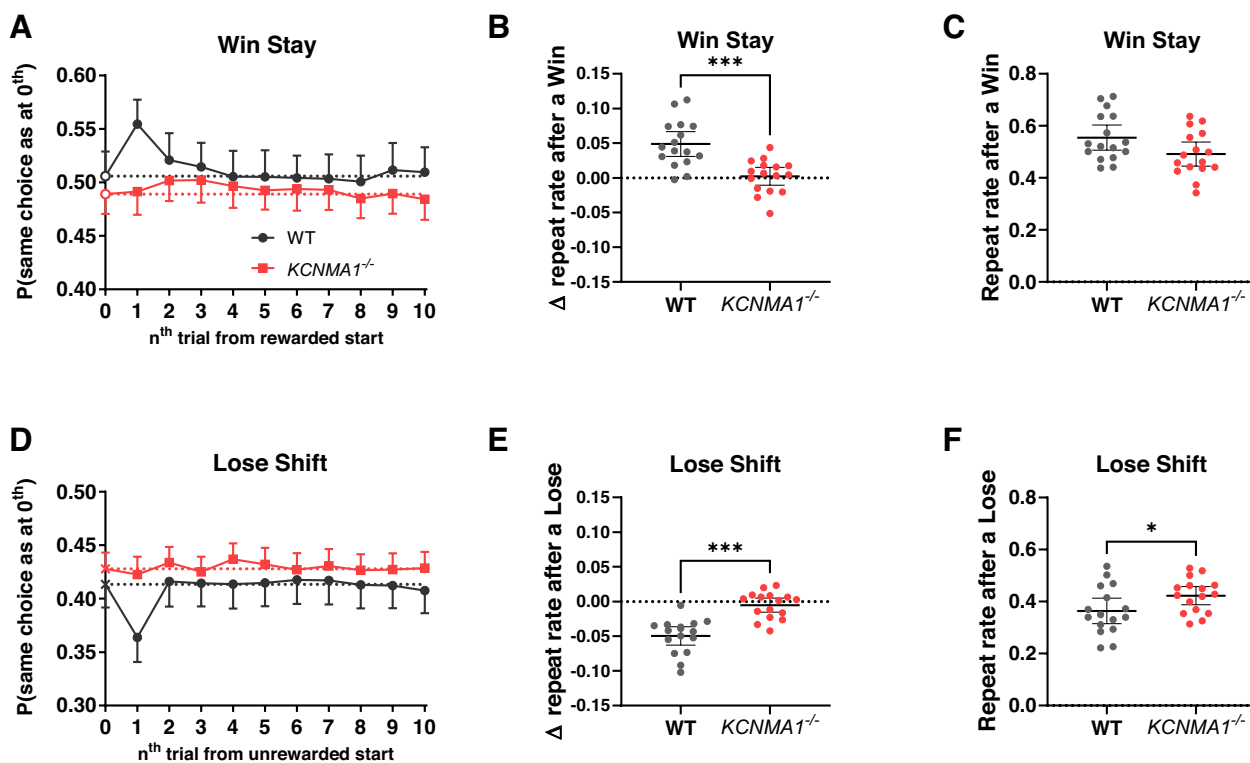 A
Win Stay
P(same choice as at 0th)
0.60
0.55
0.50
0.45
0.40
WT
KCNMA1-/-
0 1 2 3 4 5 6 7 8 9 10
nth trial from rewarded start
B
Win Stay
***
Δ repeat rate after a Win
0.15
0.10
0.05
0.00
-0.05
-0.10
-0.15
WT KCNMA1-/-
C
Win Stay
Repeat rate after a Win
0.8
0.6
0.4
0.2
0.0
WT KCNMA1-/-
D
Lose Shift
P(same choice as at 0th)
0.50
0.45
0.40
0.35
0.30
0 1 2 3 4 5 6 7 8 9 10
nth trial from unrewarded start
E
Lose Shift
***
Δ repeat rate after a Lose
0.15
0.10
0.05
0.00
-0.05
-0.10
-0.15
WT KCNMA1-/-
F
Lose Shift
*
Repeat rate after a Lose
0.8
0.6
0.4
0.2
0.0
WT KCNMA1-/-